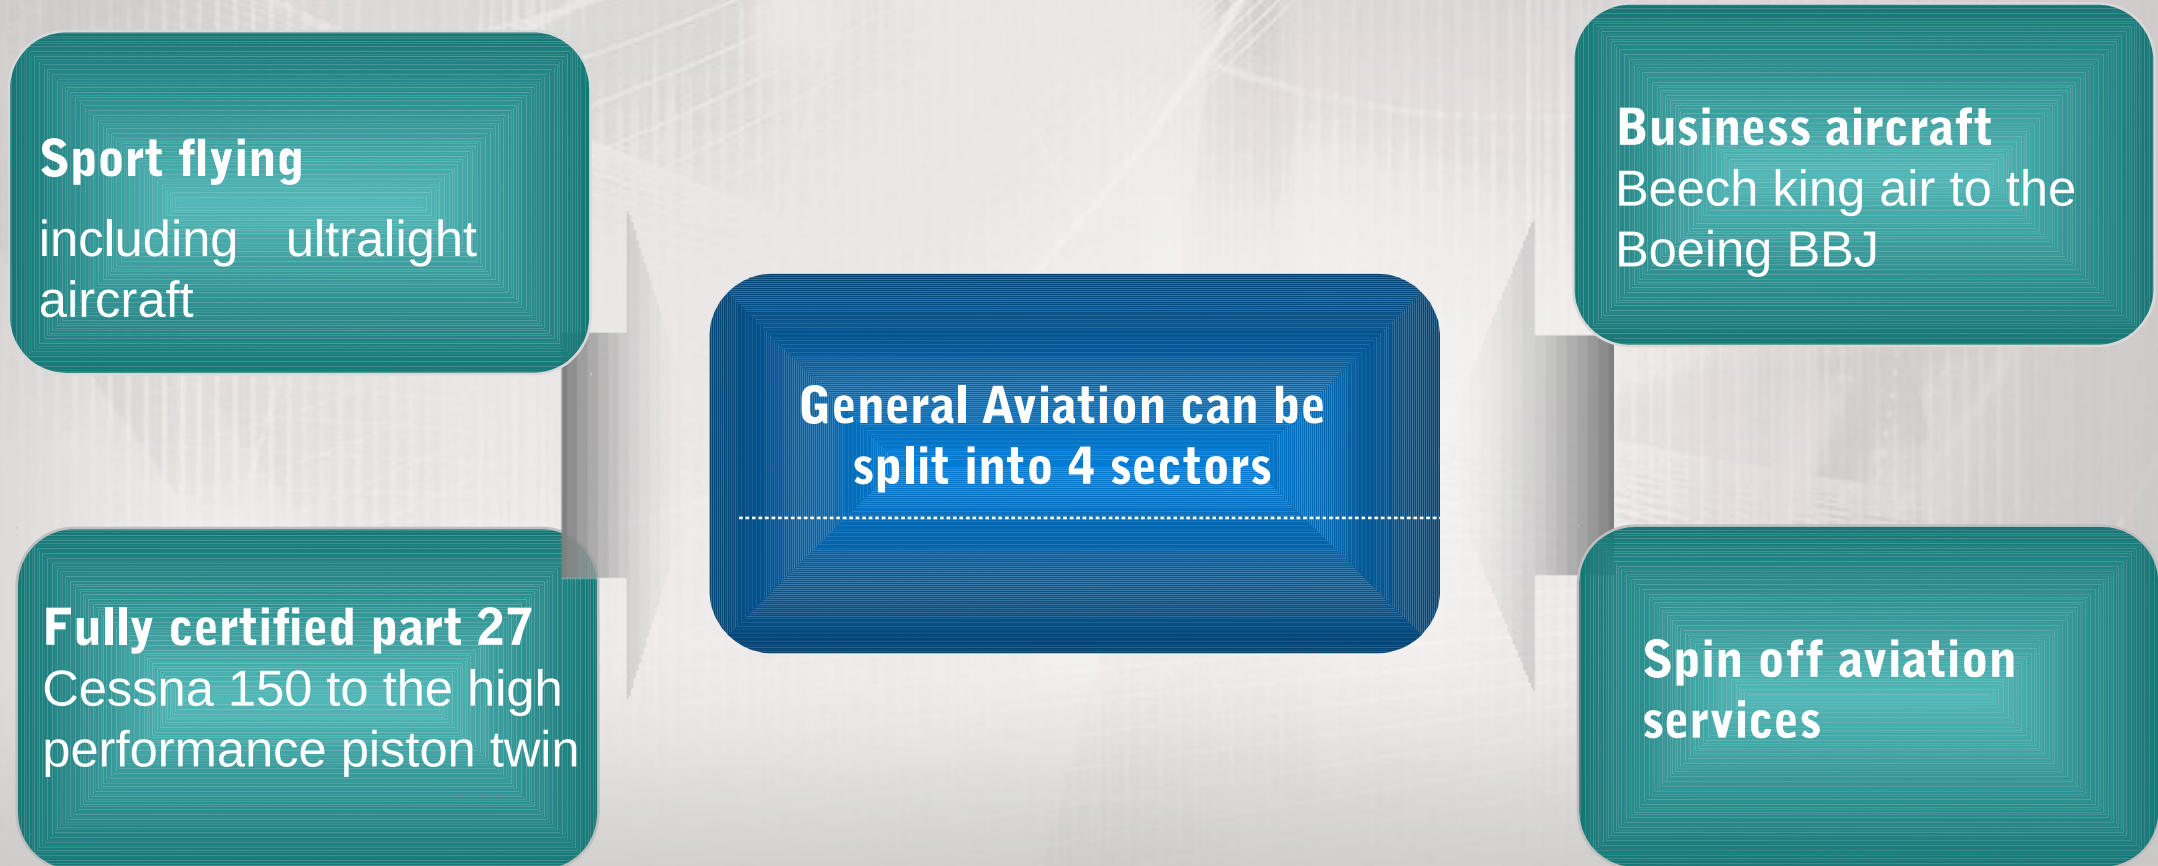 Sport flying
including ultralight
aircraft
Fully certified part 27
Cessna 150 to the high
performance piston twin
General Aviation can be
split into 4 sectors
Business aircraft
Beech king air to the
Boeing BBJ
Spin off aviation
services